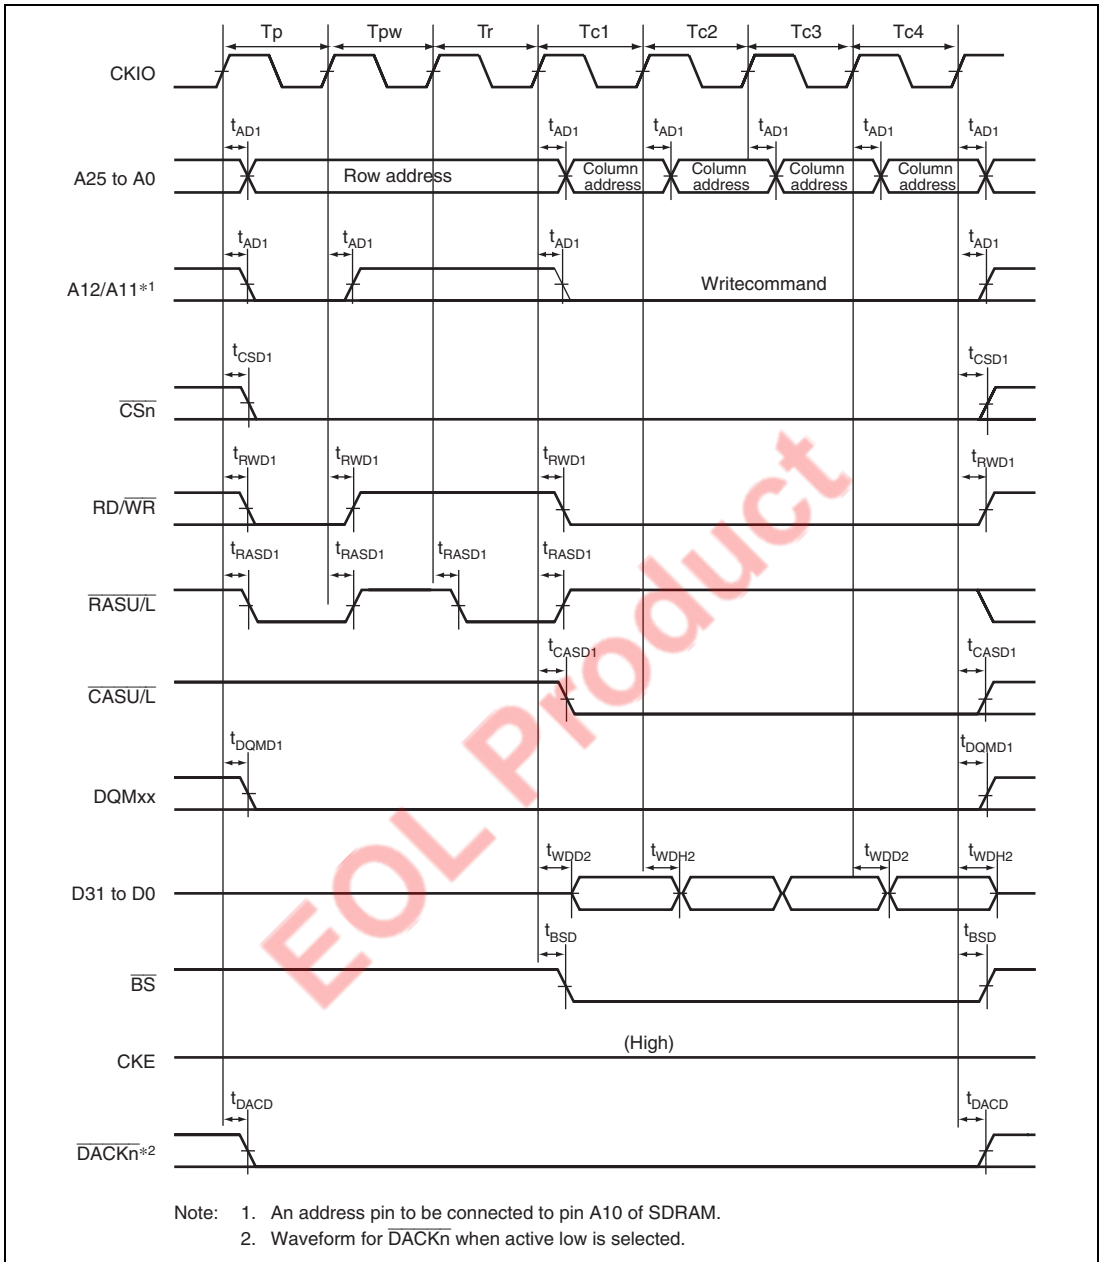 Tp Tpw Tr Tc1 Tc2 Tc3 Tc4
CKIO
tAD1 tAD1 tAD1 tAD1 tAD1 tAD1
A25 to A0 Row address Column address Column address Column address Column address
tAD1 tAD1 tAD1 tAD1
A12/A11*1 Writecommand
tCSD1 tCSD1
CSn
tRWD1 tRWD1 tRWD1 tRWD1
RD/WR
tRASD1 tRASD1 tRASD1 tRASD1
RASU/L
tCASD1 tCASD1
CASU/L
tDQMD1 tDQMD1
DQMxx
tWDD2 tWDH2 tWDD2 tWDH2
D31 to D0
tBSD tBSD
BS
(High)
CKE
tDACD tDACD
DACKn*2
Note: 1. An address pin to be connected to pin A10 of SDRAM.
2. Waveform for DACKn when active low is selected.
EOL Product